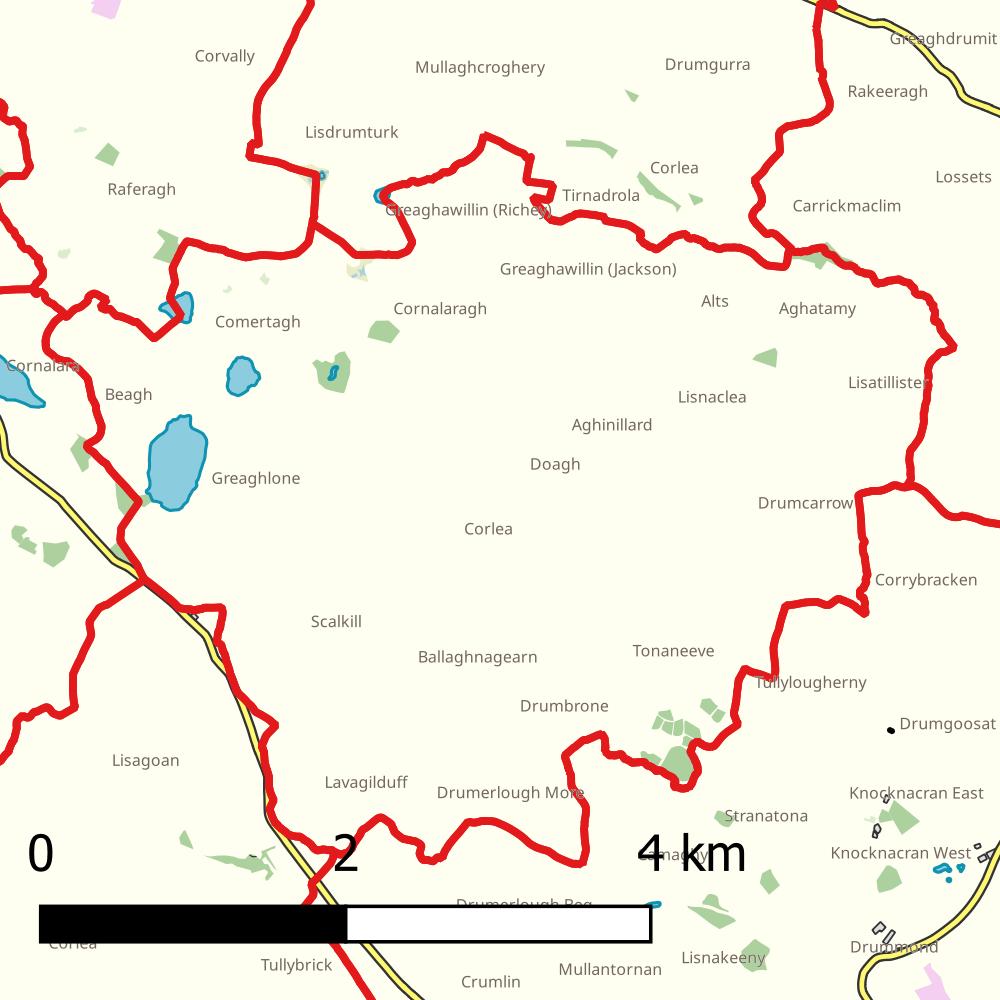 Greaghdrumit
Corvally
Mullaghcroghery
Drumgurra
Rakeeragh
Lisdrumturk
Corlea
Lossets
Raferagh
Tirnadrola
Carrickmaclim
Greaghawillin (Richey)
Greaghawillin (Jackson)
Alts
Aghatamy
Cornalaragh
Comertagh
Cornalara
Lisatillister
Beagh
Lisnaclea
Aghinillard
Doagh
Greaghlone
Drumcarrow
Corlea
Corrybracken
Scalkill
Tonaneeve
Ballaghnagearn
Tullylougherny
Drumbrone
Drumgoosat
Lisagoan
Lavagilduff
Drumerlough More
Knocknacran East
Stranatona
0 2 4 km
Lamagny
Knocknacran West
Drumerlough Beg
Corlea
Drummond
Lisnakeeny
Tullybrick
Mullantornan
Crumlin